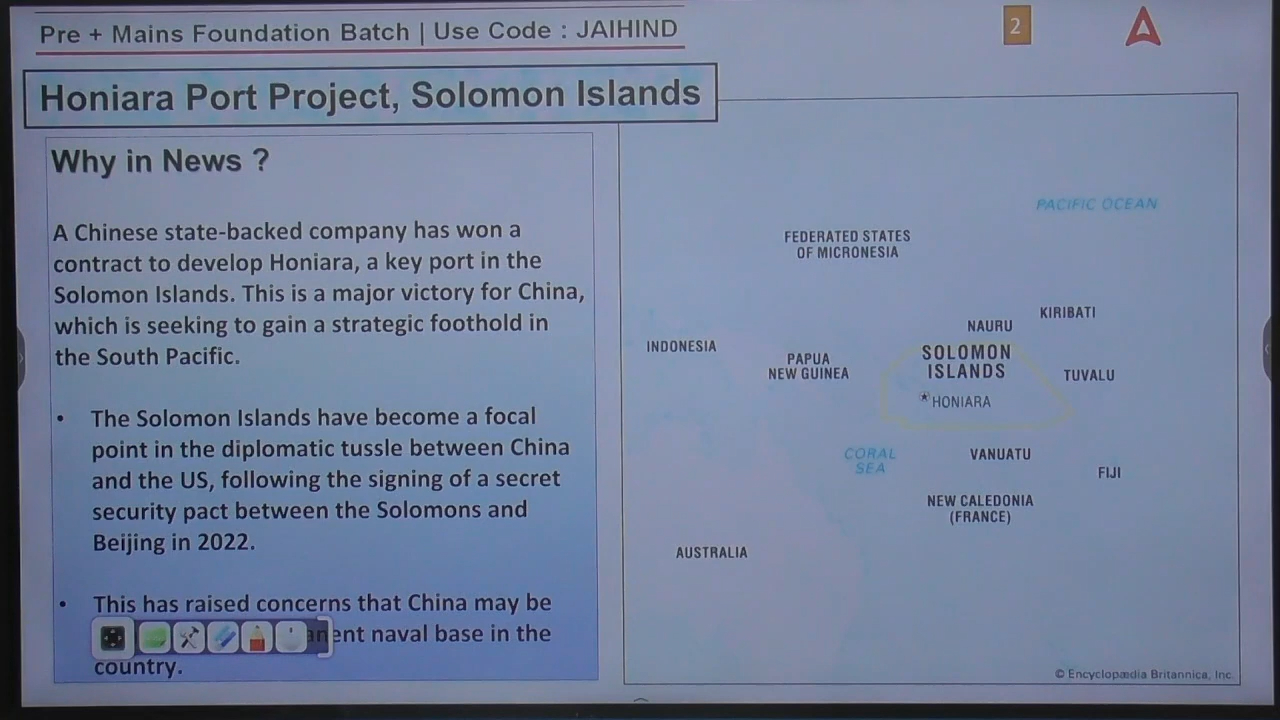 Pre + Mains Foundation Batch | Use Code : JAIHIND
2
Honiara Port Project, Solomon Islands
Why in News ?
A Chinese state-backed company has won a
contract to develop Honiara, a key port in the
Solomon Islands. This is a major victory for China,
which is seeking to gain a strategic foothold in
the South Pacific.
• The Solomon Islands have become a focal
point in the diplomatic tussle between China
and the US, following the signing of a secret
security pact between the Solomons and
Beijing in 2022.
• This has raised concerns that China may be
anent naval base in the
country.
PACIFIC OCEAN
FEDERATED STATES
OF MICRONESIA
KIRIBATI
NAURU
INDONESIA
SOLOMON
ISLANDS
PAPUA
NEW GUINEA
TUVALU
HONIARA
CORAL
SEA
VANUATU
FIJI
NEW CALEDONIA
(FRANCE)
AUSTRALIA
© Encyclopædia Britannica, Inc.